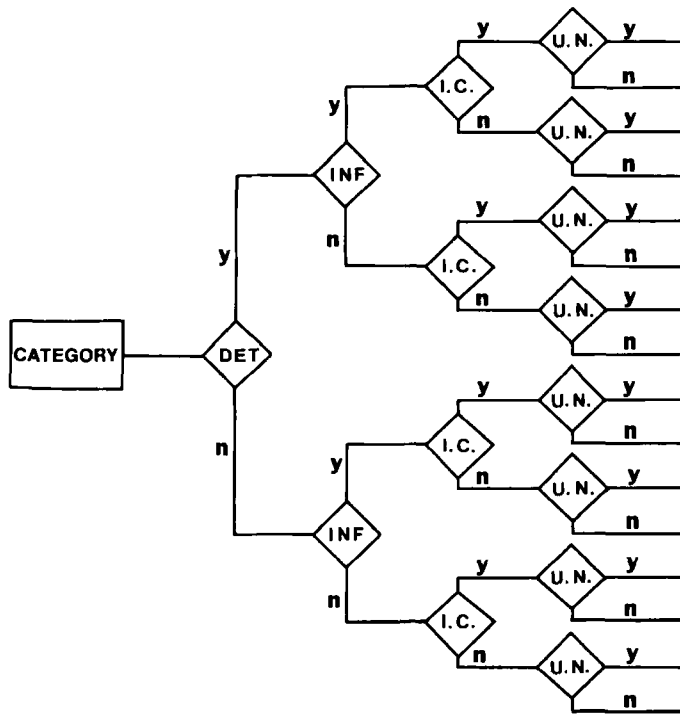 y U.N. y
n
I.C.
y n U.N. y
n
INF
y U.N. y
n n
y I.C.
n U.N. y
n
CATEGORY DET
y U.N. y
n
I.C.
n y n U.N. y
n
INF
y U.N. y
n n
I.C.
n U.N. y
n